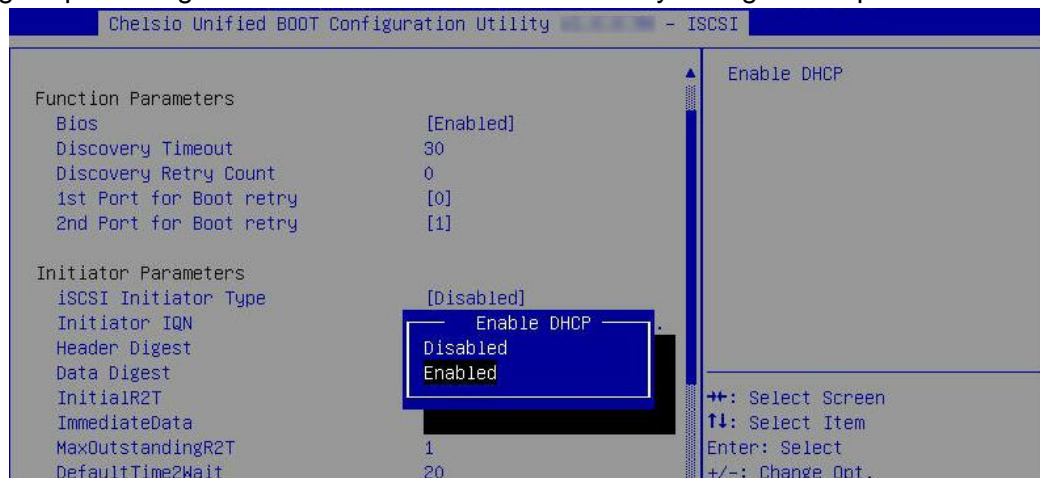 Chelsio Unified BOOT Configuration Utility - ISCSI
Enable DHCP
Function Parameters
Bios [Enabled]
Discovery Timeout 30
Discovery Retry Count 0
1st Port for Boot retry [0]
2nd Port for Boot retry [1]
Initiator Parameters
iSCSI Initiator Type [Disabled]
Initiator IQN
Header Digest
Data Digest
InitialR2T
ImmediateData
MaxOutstandingR2T 1
DefaultTime2Wait 20
Enable DHCP
Disabled
Enabled
→←: Select Screen
↑↓: Select Item
Enter: Select
+/-: Change Opt.